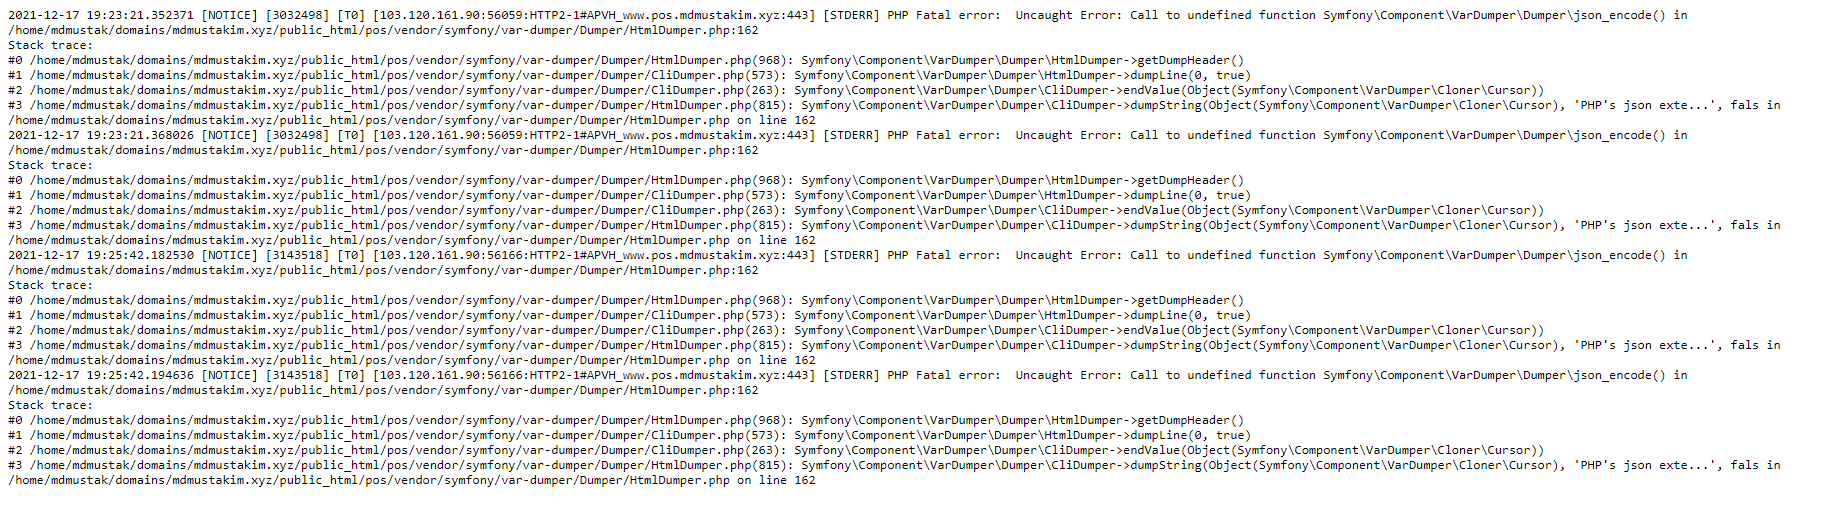 2021-12-17 19:23:21.352371 [NOTICE] [3032498] [T0] [103.120.161.90:56059:HTTP2-1#APVH_www.pos.mdmustakim.xyz:443] [STDERR] PHP Fatal error:  Uncaught Error: Call to undefined function Symfony\Component\VarDumper\Dumper\json_encode() in
/home/mdmustak/domains/mdmustakim.xyz/public_html/pos/vendor/symfony/var-dumper/Dumper/HtmlDumper.php:162
Stack trace:
#0 /home/mdmustak/domains/mdmustakim.xyz/public_html/pos/vendor/symfony/var-dumper/Dumper/HtmlDumper.php(968): Symfony\Component\VarDumper\Dumper\HtmlDumper->getDumpHeader()
#1 /home/mdmustak/domains/mdmustakim.xyz/public_html/pos/vendor/symfony/var-dumper/Dumper/CliDumper.php(573): Symfony\Component\VarDumper\Dumper\HtmlDumper->dumpLine(0, true)
#2 /home/mdmustak/domains/mdmustakim.xyz/public_html/pos/vendor/symfony/var-dumper/Dumper/CliDumper.php(263): Symfony\Component\VarDumper\Dumper\CliDumper->endValue(Object(Symfony\Component\VarDumper\Cloner\Cursor))
#3 /home/mdmustak/domains/mdmustakim.xyz/public_html/pos/vendor/symfony/var-dumper/Dumper/HtmlDumper.php(815): Symfony\Component\VarDumper\Dumper\CliDumper->dumpString(Object(Symfony\Component\VarDumper\Cloner\Cursor), 'PHP's json exte...', fals in
/home/mdmustak/domains/mdmustakim.xyz/public_html/pos/vendor/symfony/var-dumper/Dumper/HtmlDumper.php on line 162
2021-12-17 19:23:21.368026 [NOTICE] [3032498] [T0] [103.120.161.90:56059:HTTP2-1#APVH_www.pos.mdmustakim.xyz:443] [STDERR] PHP Fatal error:  Uncaught Error: Call to undefined function Symfony\Component\VarDumper\Dumper\json_encode() in
/home/mdmustak/domains/mdmustakim.xyz/public_html/pos/vendor/symfony/var-dumper/Dumper/HtmlDumper.php:162
Stack trace:
#0 /home/mdmustak/domains/mdmustakim.xyz/public_html/pos/vendor/symfony/var-dumper/Dumper/HtmlDumper.php(968): Symfony\Component\VarDumper\Dumper\HtmlDumper->getDumpHeader()
#1 /home/mdmustak/domains/mdmustakim.xyz/public_html/pos/vendor/symfony/var-dumper/Dumper/CliDumper.php(573): Symfony\Component\VarDumper\Dumper\HtmlDumper->dumpLine(0, true)
#2 /home/mdmustak/domains/mdmustakim.xyz/public_html/pos/vendor/symfony/var-dumper/Dumper/CliDumper.php(263): Symfony\Component\VarDumper\Dumper\CliDumper->endValue(Object(Symfony\Component\VarDumper\Cloner\Cursor))
#3 /home/mdmustak/domains/mdmustakim.xyz/public_html/pos/vendor/symfony/var-dumper/Dumper/HtmlDumper.php(815): Symfony\Component\VarDumper\Dumper\CliDumper->dumpString(Object(Symfony\Component\VarDumper\Cloner\Cursor), 'PHP's json exte...', fals in
/home/mdmustak/domains/mdmustakim.xyz/public_html/pos/vendor/symfony/var-dumper/Dumper/HtmlDumper.php on line 162
2021-12-17 19:25:42.182530 [NOTICE] [3143518] [T0] [103.120.161.90:56166:HTTP2-1#APVH_www.pos.mdmustakim.xyz:443] [STDERR] PHP Fatal error:  Uncaught Error: Call to undefined function Symfony\Component\VarDumper\Dumper\json_encode() in
/home/mdmustak/domains/mdmustakim.xyz/public_html/pos/vendor/symfony/var-dumper/Dumper/HtmlDumper.php:162
Stack trace:
#0 /home/mdmustak/domains/mdmustakim.xyz/public_html/pos/vendor/symfony/var-dumper/Dumper/HtmlDumper.php(968): Symfony\Component\VarDumper\Dumper\HtmlDumper->getDumpHeader()
#1 /home/mdmustak/domains/mdmustakim.xyz/public_html/pos/vendor/symfony/var-dumper/Dumper/CliDumper.php(573): Symfony\Component\VarDumper\Dumper\HtmlDumper->dumpLine(0, true)
#2 /home/mdmustak/domains/mdmustakim.xyz/public_html/pos/vendor/symfony/var-dumper/Dumper/CliDumper.php(263): Symfony\Component\VarDumper\Dumper\CliDumper->endValue(Object(Symfony\Component\VarDumper\Cloner\Cursor))
#3 /home/mdmustak/domains/mdmustakim.xyz/public_html/pos/vendor/symfony/var-dumper/Dumper/HtmlDumper.php(815): Symfony\Component\VarDumper\Dumper\CliDumper->dumpString(Object(Symfony\Component\VarDumper\Cloner\Cursor), 'PHP's json exte...', fals in
/home/mdmustak/domains/mdmustakim.xyz/public_html/pos/vendor/symfony/var-dumper/Dumper/HtmlDumper.php on line 162
2021-12-17 19:25:42.194636 [NOTICE] [3143518] [T0] [103.120.161.90:56166:HTTP2-1#APVH_www.pos.mdmustakim.xyz:443] [STDERR] PHP Fatal error:  Uncaught Error: Call to undefined function Symfony\Component\VarDumper\Dumper\json_encode() in
/home/mdmustak/domains/mdmustakim.xyz/public_html/pos/vendor/symfony/var-dumper/Dumper/HtmlDumper.php:162
Stack trace:
#0 /home/mdmustak/domains/mdmustakim.xyz/public_html/pos/vendor/symfony/var-dumper/Dumper/HtmlDumper.php(968): Symfony\Component\VarDumper\Dumper\HtmlDumper->getDumpHeader()
#1 /home/mdmustak/domains/mdmustakim.xyz/public_html/pos/vendor/symfony/var-dumper/Dumper/CliDumper.php(573): Symfony\Component\VarDumper\Dumper\HtmlDumper->dumpLine(0, true)
#2 /home/mdmustak/domains/mdmustakim.xyz/public_html/pos/vendor/symfony/var-dumper/Dumper/CliDumper.php(263): Symfony\Component\VarDumper\Dumper\CliDumper->endValue(Object(Symfony\Component\VarDumper\Cloner\Cursor))
#3 /home/mdmustak/domains/mdmustakim.xyz/public_html/pos/vendor/symfony/var-dumper/Dumper/HtmlDumper.php(815): Symfony\Component\VarDumper\Dumper\CliDumper->dumpString(Object(Symfony\Component\VarDumper\Cloner\Cursor), 'PHP's json exte...', fals in
/home/mdmustak/domains/mdmustakim.xyz/public_html/pos/vendor/symfony/var-dumper/Dumper/HtmlDumper.php on line 162